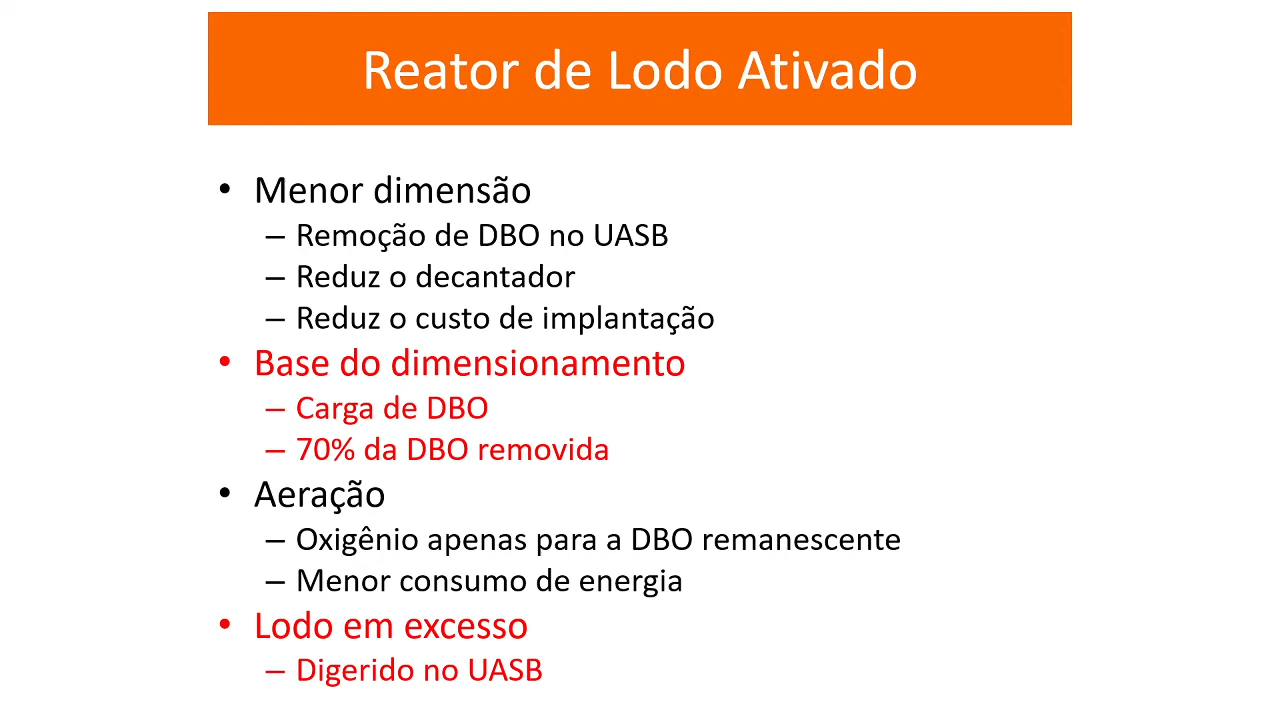 Reator de Lodo Ativado
• Menor dimensão
– Remoção de DBO no UASB
– Reduz o decantador
– Reduz o custo de implantação
• Base do dimensionamento
– Carga de DBO
– 70% da DBO removida
• Aeração
– Oxigênio apenas para a DBO remanescente
– Menor consumo de energia
• Lodo em excesso
– Digerido no UASB